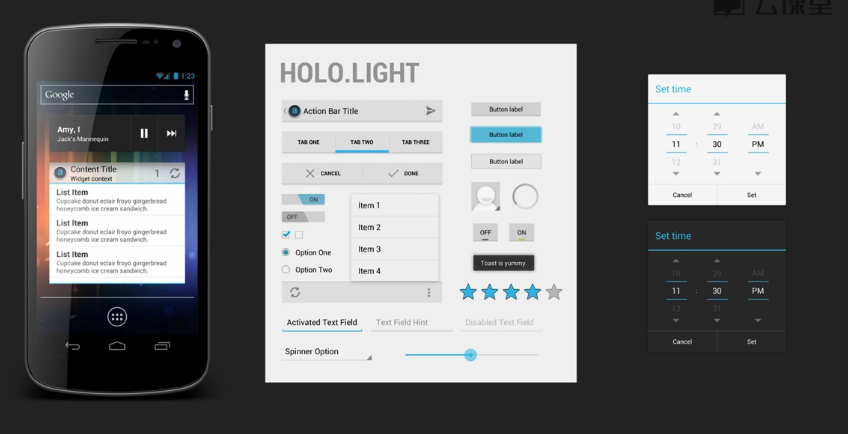 云课堂
1:23
Google
Amy, I
Jack's Mannequin
a Content Title 1
Widget context
List Item
Cupcake donut eclair froyo gingerbread
honeycomb ice cream sandwich.
List Item
Cupcake donut eclair froyo gingerbread
honeycomb ice cream sandwich.
List Item
Cupcake donut eclair froyo gingerbread
honeycomb ice cream sandwich.
HOLO.LIGHT
a Action Bar Title
TAB ONE TAB TWO TAB THREE
CANCEL DONE
ON
OFF
Option One
Option Two
Item 1
Item 2
Item 3
Item 4
Activated Text Field Text Field Hint Disabled Text Field
Spinner Option
Button label
Button label
Button label
OFF ON
Toast is yummy.
Set time
10 29 AM
11 : 30 PM
12 31
Cancel Set
Set time
10 29 AM
11 : 30 PM
12 31
Cancel Set